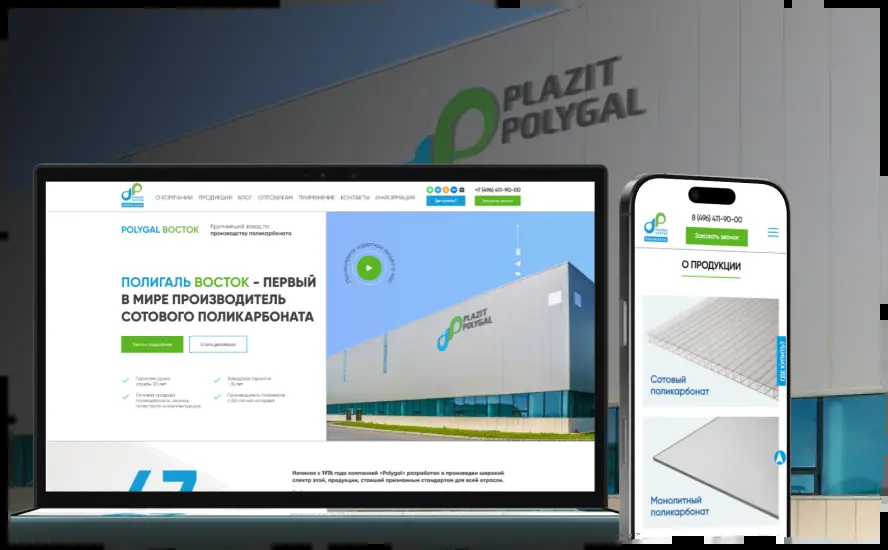 PLAZIT
POLYGAL
О КОМПАНИИ ПРОДУКЦИЯ БЛОГ ОПТОВИКАМ ПРИМЕНЕНИЕ КОНТАКТЫ ИНФОРМАЦИЯ
+7 (496) 411-90-00
Где купить?
Заказать звонок
POLYGAL ВОСТОК
Крупнейший завод по
производству поликарбоната
ПОЛИГАЛЬ ВОСТОК - ПЕРВЫЙ
В МИРЕ ПРОИЗВОДИТЕЛЬ
СОТОВОГО ПОЛИКАРБОНАТА
Узнать подробнее
Стать дилером
PLAZIT
POLYGAL
Начиная с 1976 года компанией «Polygal» разработан и произведен широкий
спектр этой, продукции, ставшей признанным стандартом для всей отрасли.
8 (496) 411-90-00
Заказать звонок
О ПРОДУКЦИИ
ГДЕ КУПИТЬ?
Сотовый
поликарбонат
Монолитный
поликарбонат